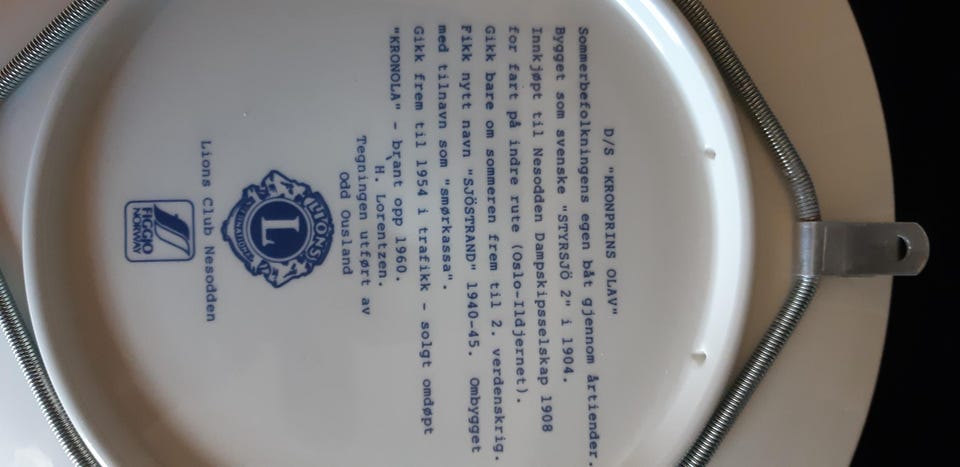 D/S "KRONPRINS OLAV"
Sommerbefolkningens egen båt gjennom årtiender.
Bygget som svenske "STYRSJÖ 2" i 1904.
Innkjøpt til Nesodden Dampskipsselskap 1908
for fart på indre rute (Oslo-Ildjernet).
Gikk bare om sommeren frem til 2. verdenskrig.
Fikk nytt navn "SJÖSTRAND" 1940-45. Ombygget
med tilnavn som "smørkassa".
Gikk frem til 1954 i trafikk - solgt omdøpt
"KRONOLA" - brant opp 1960.
H. Lorentzen.
Tegningen utført av
Odd Ousland
LIONS
L
INTERNATIONAL
Lions Club Nesodden
FIGGJO
NORWAY